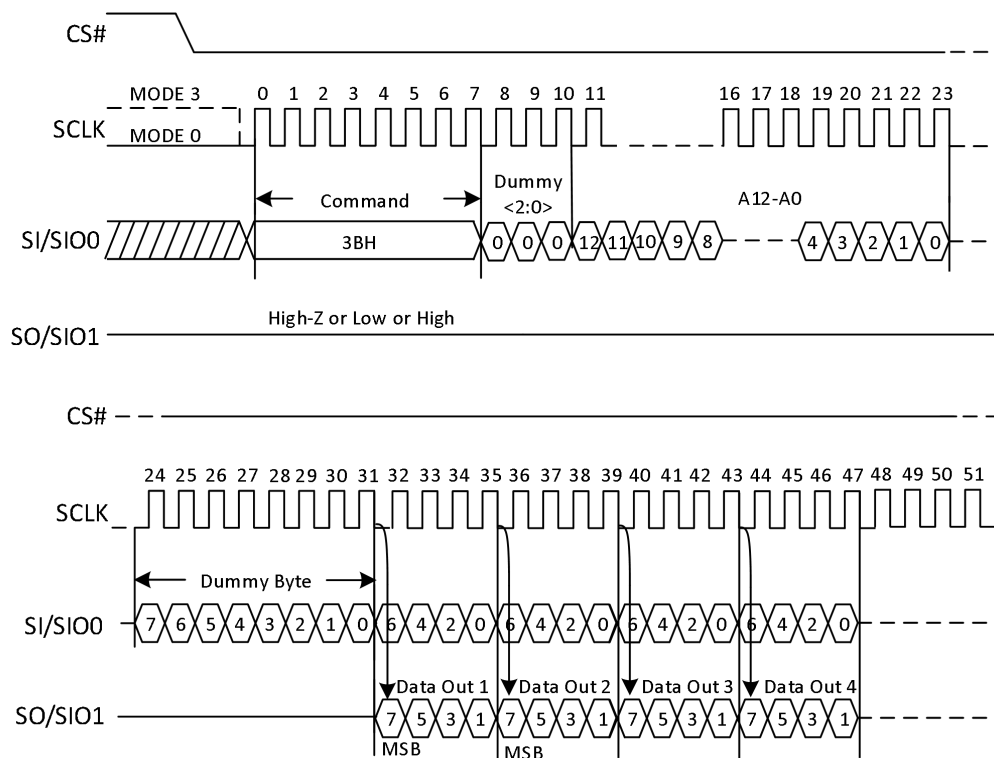 CS#
MODE 3
0 1 2 3 4 5 6 7 8 9 10 11 16 17 18 19 20 21 22 23
SCLK
MODE 0
Dummy
<2:0>
Command
A12-A0
SI/SIO0
3BH
0 0 0 12 11 10 9 8 4 3 2 1 0
High-Z or Low or High
SO/SIO1
CS#
24 25 26 27 28 29 30 31 32 33 34 35 36 37 38 39 40 41 42 43 44 45 46 47 48 49 50 51
SCLK
Dummy Byte
SI/SIO0
7 6 5 4 3 2 1 0 6 4 2 0 6 4 2 0 6 4 2 0 6 4 2 0
Data Out 1 Data Out 2 Data Out 3 Data Out 4
SO/SIO1
7 5 3 1 7 5 3 1 7 5 3 1 7 5 3 1
MSB MSB